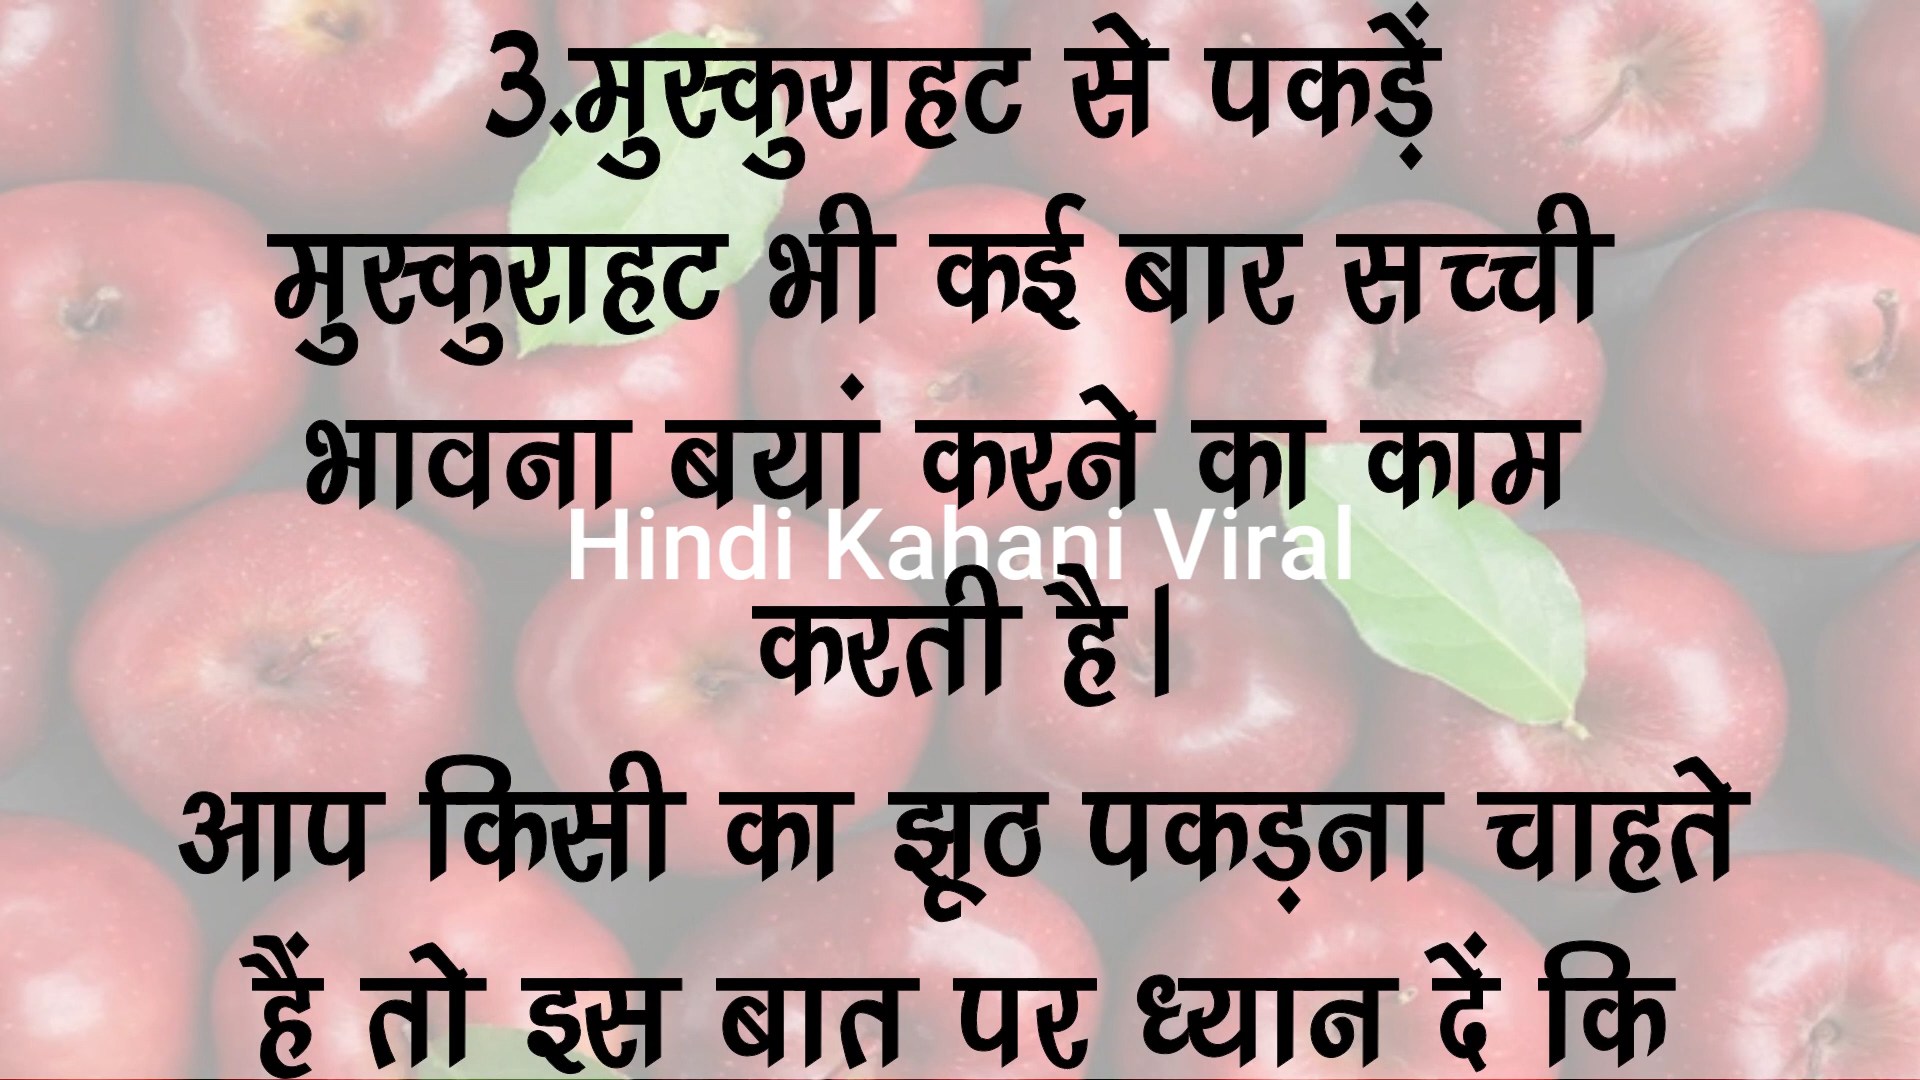 3.मुस्कुराहट से पकड़ें
मुस्कुराहट भी कई बार सच्ची
भावना बयां करने का काम
Hindi Kahani Viral
करती है।
आप किसी का झूठ पकड़ना चाहते
हैं तो इस बात पर ध्यान दें कि